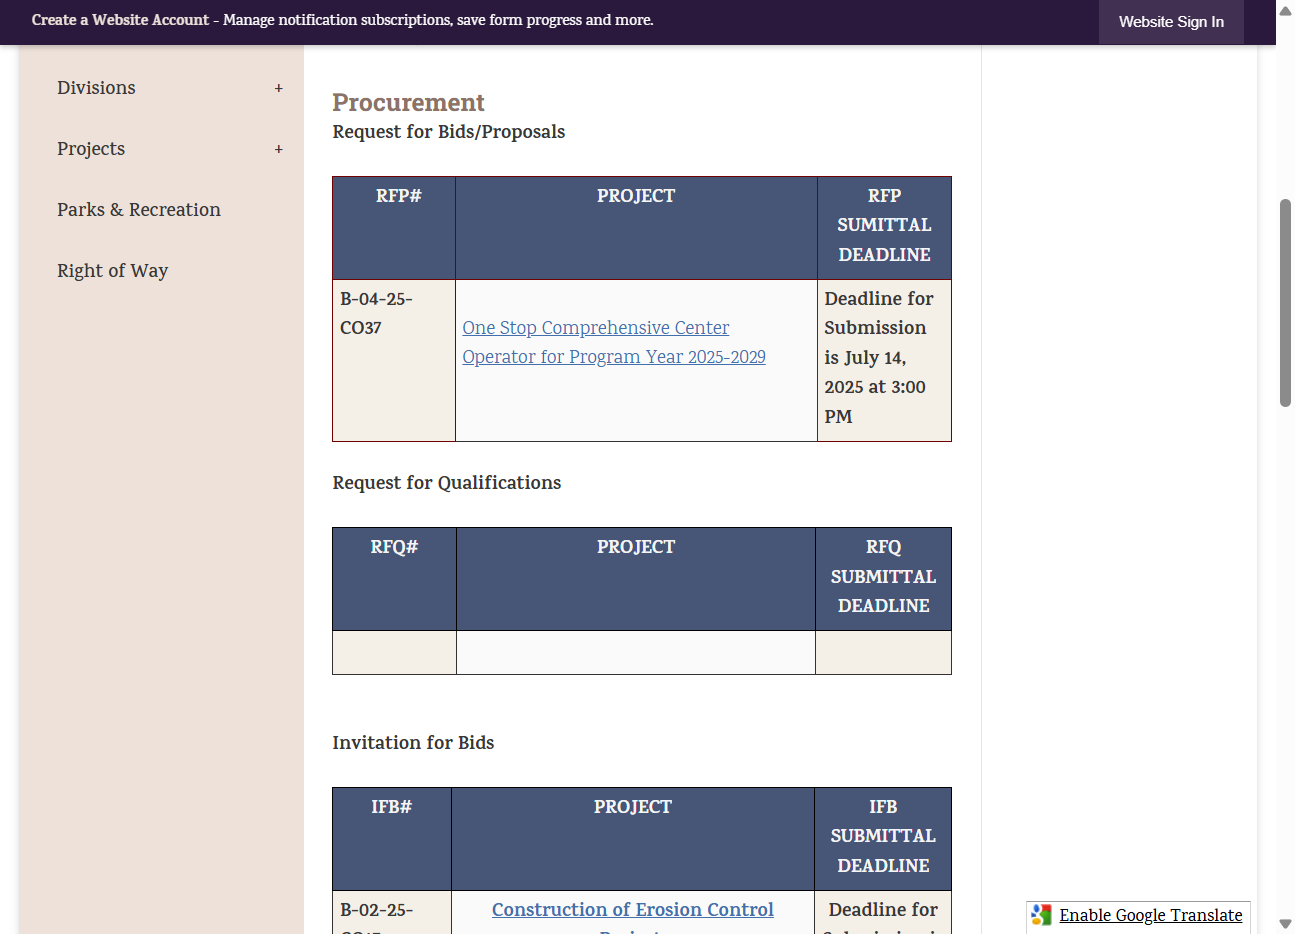 Create a Website Account - Manage notification subscriptions, save form progress and more.
Website Sign In
Divisions +
Projects +
Parks & Recreation
Right of Way
Procurement
Request for Bids/Proposals
RFP# PROJECT RFP
SUMITTAL
DEADLINE
B-04-25-
CO37
One Stop Comprehensive Center
Operator for Program Year 2025-2029
Deadline for
Submission
is July 14,
2025 at 3:00
PM
Request for Qualifications
RFQ# PROJECT RFQ
SUBMITTAL
DEADLINE
Invitation for Bids
IFB# PROJECT IFB
SUBMITTAL
DEADLINE
B-02-25-
Construction of Erosion Control
Deadline for
Enable Google Translate